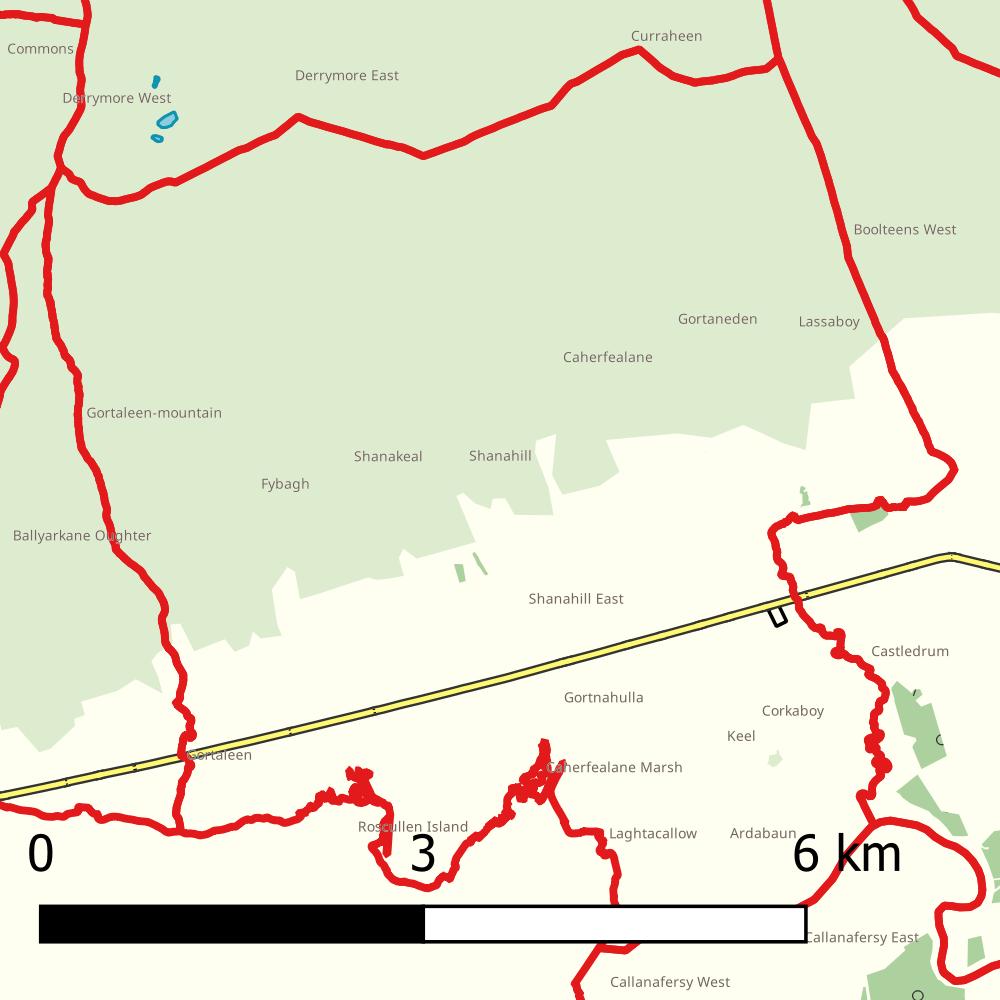 Curraheen
Commons
Derrymore East
Derrymore West
Boolteens West
Gortaneden
Lassaboy
Caherfealane
Gortaleen-mountain
Shanakeal
Shanahill
Fybagh
Ballyarkane Oughter
Shanahill East
Castledrum
Gortnahulla
Corkaboy
Keel
Gortaleen
Caherfealane Marsh
Roscullen Island
Laghtacallow
Ardabaun
0 3 6 km
Callanafersy East
Callanafersy West